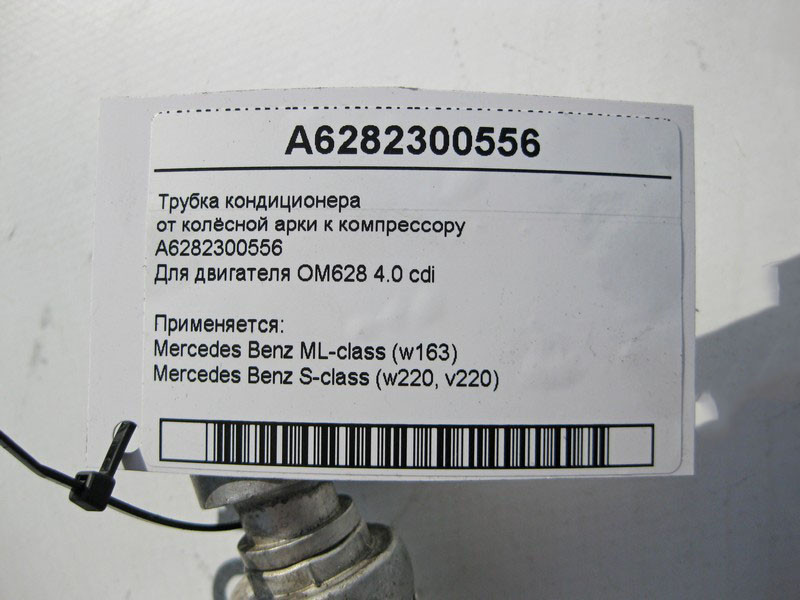 A6282300556
Трубка кондиционера
от колёсной арки к компрессору
A6282300556
Для двигателя OM628 4.0 cdi
Применяется:
Mercedes Benz ML-class (w163)
Mercedes Benz S-class (w220, v220)